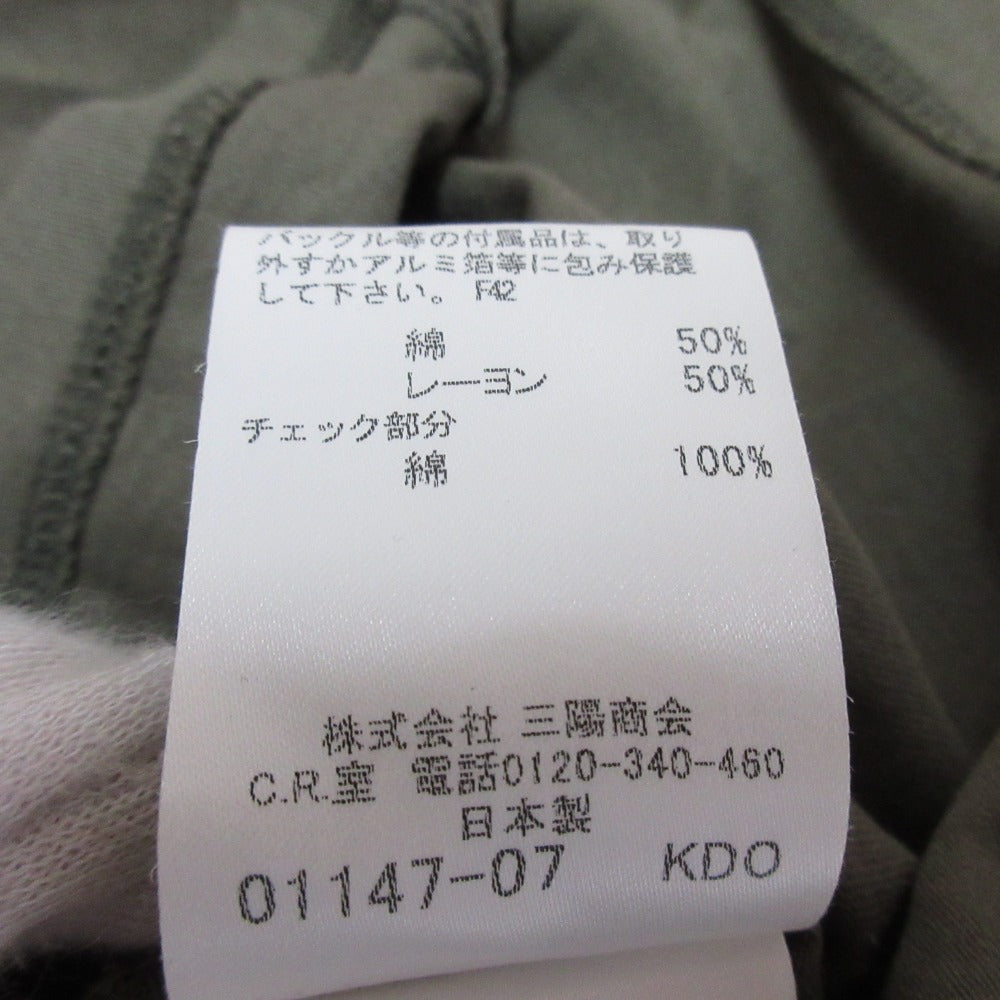 バックル等の付属品は、取り
外すかアルミ箔等に包み保護
して下さい。 F42
綿 50%
レーヨン 50%
チェック部分
綿 100%
株式会社 三陽商会
C.R.室 電話0120-340-460
日本製
01147-07 KDO